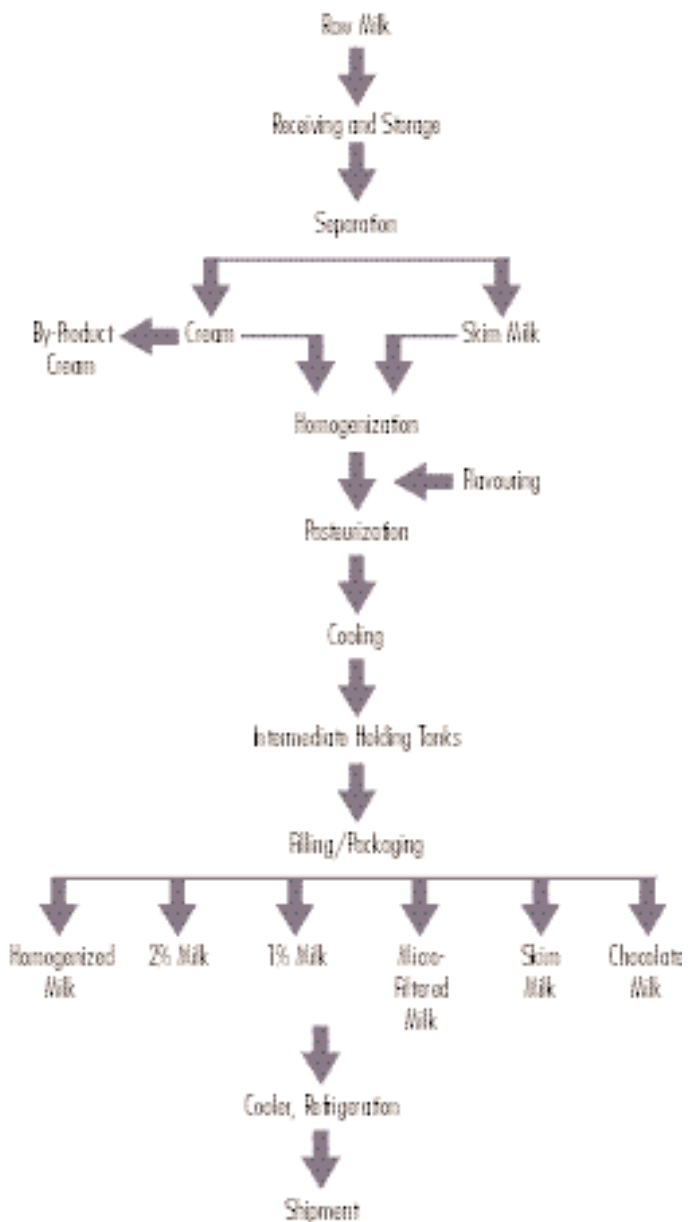 Raw Milk
Receiving and Storage
Separation
By-Product
Cream
Cream
Skim Milk
Homogenization
Flavouring
Pasteurization
Cooling
Intermediate Holding Tanks
Filling/Packaging
Homogenized
Milk
2% Milk
1% Milk
Micro-
Filtered
Milk
Skim
Milk
Chocolate
Milk
Cooler, Refrigeration
Shipment